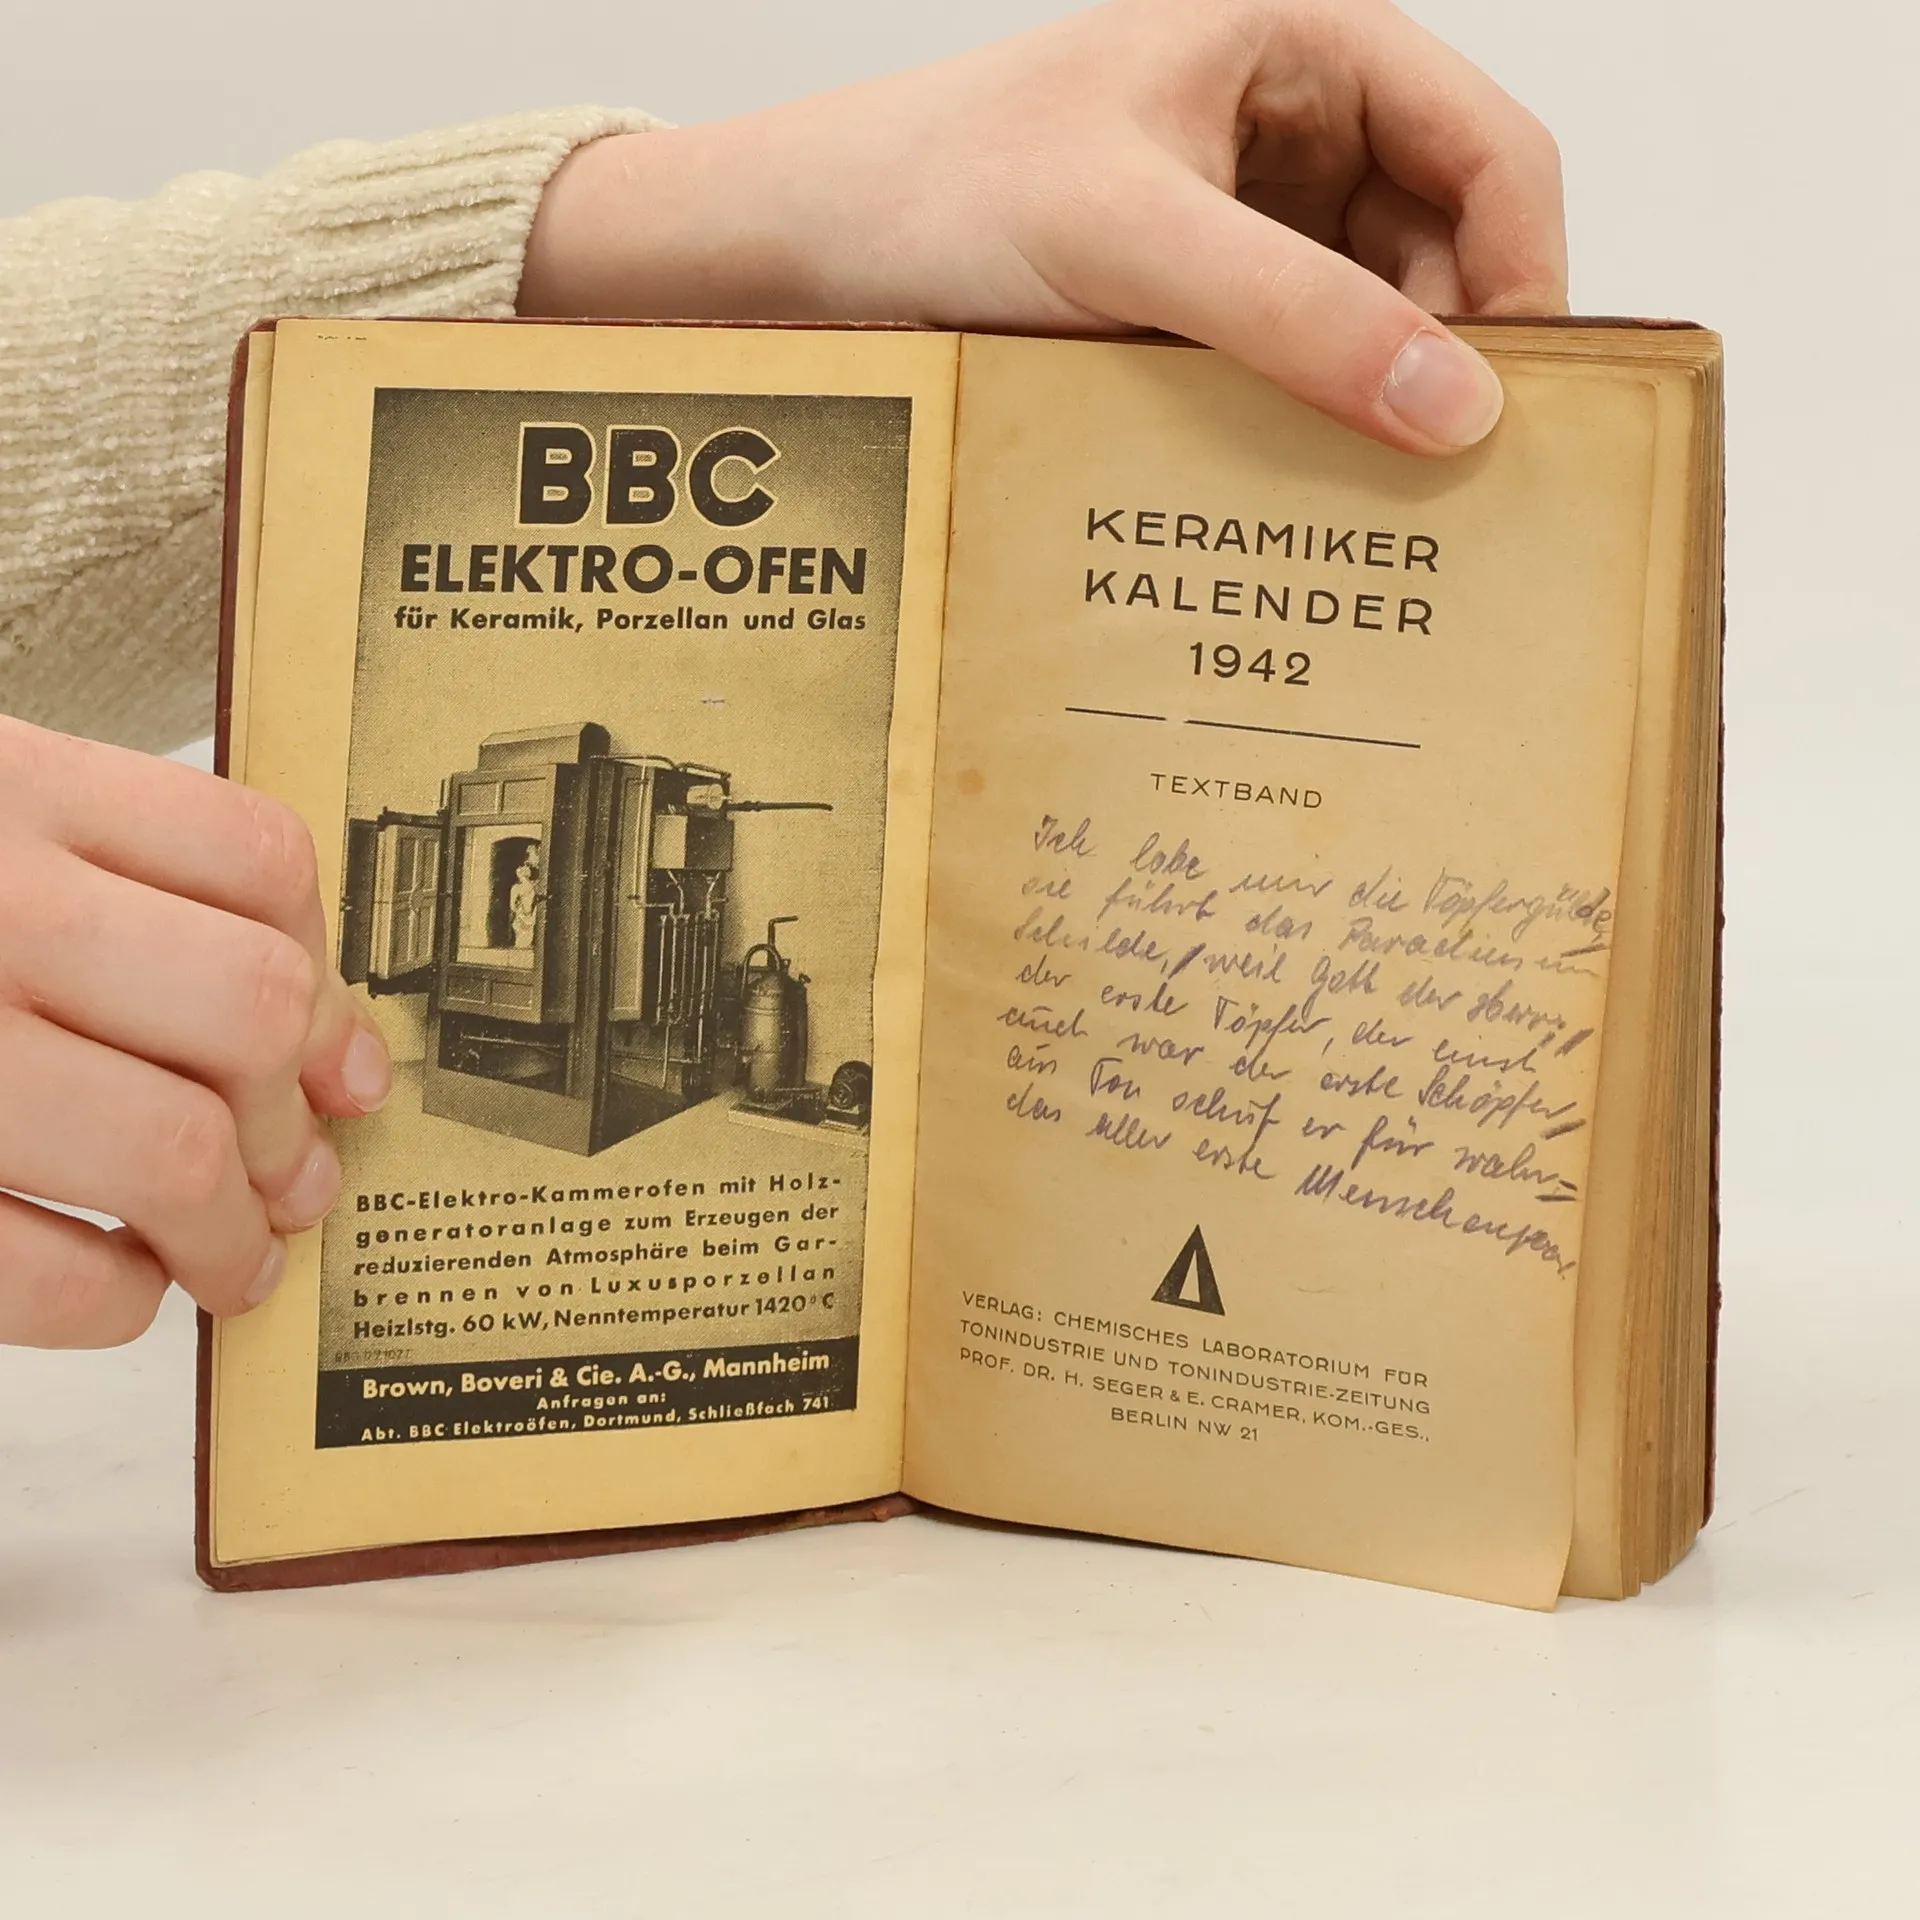 BBC
ELEKTRO-OFEN
für Keramik, Porzellan und Glas
BBC-Elektro-Kammerofen mit Holz-
generatoranlage zum Erzeugen der
reduzierenden Atmosphäre beim Gar-
brennen von Luxusporzellan
Heizlstg. 60 kW, Nenntemperatur 1420° C
Brown, Boveri & Cie. A.-G., Mannheim
Anfragen an:
Abt. BBC Elektroöfen, Dortmund, Schließfach 741
KERAMIKER
KALENDER
1942
TEXTBAND
Ich lobe mir die Töpfergülde,
sie führt das Paradies im
Schilde, weil Gott der Herr,
der erste Töpfer, der einst
auch war der erste Schöpfer,
aus Ton schuf er für wahr=
das aller erste Menschenpaar.
VERLAG: CHEMISCHES LABORATORIUM FÜR
TONINDUSTRIE UND TONINDUSTRIE-ZEITUNG
PROF. DR. H. SEGER & E. CRAMER, KOM.-GES.,
BERLIN NW 21